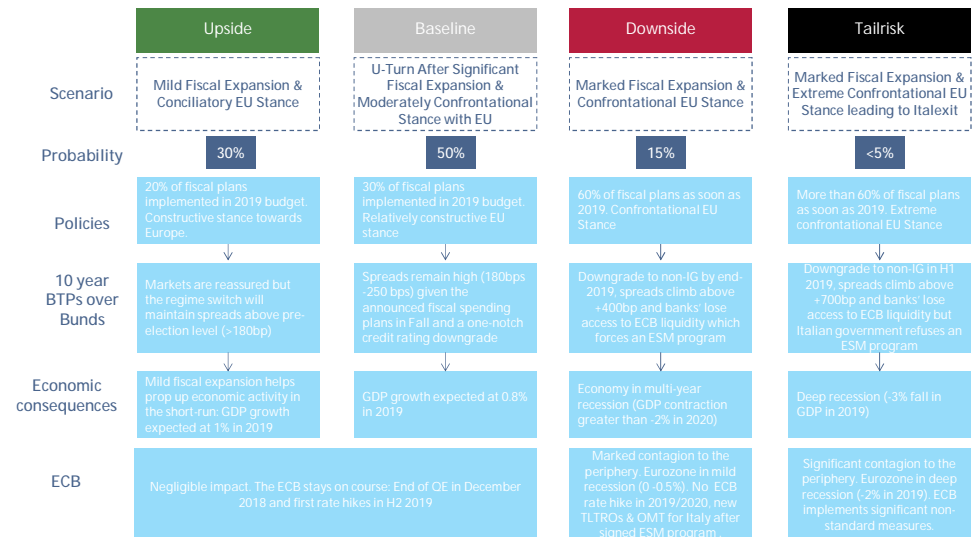 Upside
Baseline
Downside
Tailrisk
Scenario
Mild Fiscal Expansion &
Conciliatory EU Stance
U-Turn After Significant
Fiscal Expansion &
Moderately Confrontational
Stance with EU
Marked Fiscal Expansion &
Confrontational EU Stance
Marked Fiscal Expansion &
Extreme Confrontational EU
Stance leading to Italexit
Probability
30%
50%
15%
<5%
Policies
20% of fiscal plans
implemented in 2019 budget.
Constructive stance towards
Europe.
30% of fiscal plans
implemented in 2019 budget.
Relatively constructive EU
stance
60% of fiscal plans as soon as
2019. Confrontational EU
Stance
More than 60% of fiscal plans
as soon as 2019. Extreme
confrontational EU Stance
10 year
BTPs over
Bunds
Markets are reassured but
the regime switch will
maintain spreads above pre-
election level (>180bp)
Spreads remain high (180bps
-250 bps) given the
announced fiscal spending
plans in Fall and a one-notch
credit rating downgrade
Downgrade to non-IG by end-
2019, spreads climb above
+400bp and banks' lose
access to ECB liquidity which
forces an ESM program
Downgrade to non-IG in H1
2019, spreads climb above
+700bp and banks' lose
access to ECB liquidity but
Italian government refuses an
ESM program
Economic
consequences
Mild fiscal expansion helps
prop up economic activity in
the short-run: GDP growth
expected at 1% in 2019
GDP growth expected at 0.8%
in 2019
Economy in multi-year
recession (GDP contraction
greater than -2% in 2020)
Deep recession (-3% fall in
GDP in 2019)
ECB
Negligible impact. The ECB stays on course: End of QE in December
2018 and first rate hikes in H2 2019
Marked contagion to the
periphery. Eurozone in mild
recession (0 -0.5%). No ECB
rate hike in 2019/2020, new
TLTROs & OMT for Italy after
signed ESM program .
Significant contagion to the
periphery. Eurozone in deep
recession (-2% in 2019). ECB
implements significant non-
standard measures.